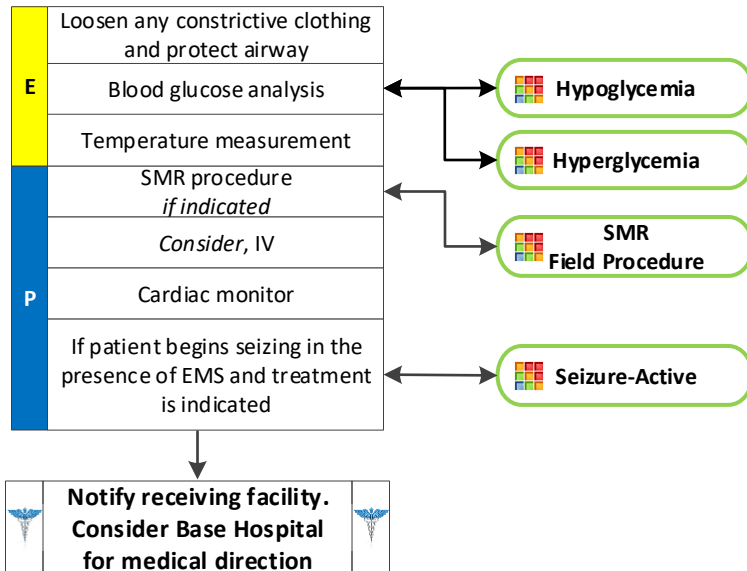 Loosen any constrictive clothing
and protect airway
E
Blood glucose analysis
Hypoglycemia
Temperature measurement
Hyperglycemia
P
SMR procedure
if indicated
SMR
Field Procedure
Consider, IV
Cardiac monitor
If patient begins seizing in the
presence of EMS and treatment
is indicated
Seizure-Active
Notify receiving facility.
Consider Base Hospital
for medical direction